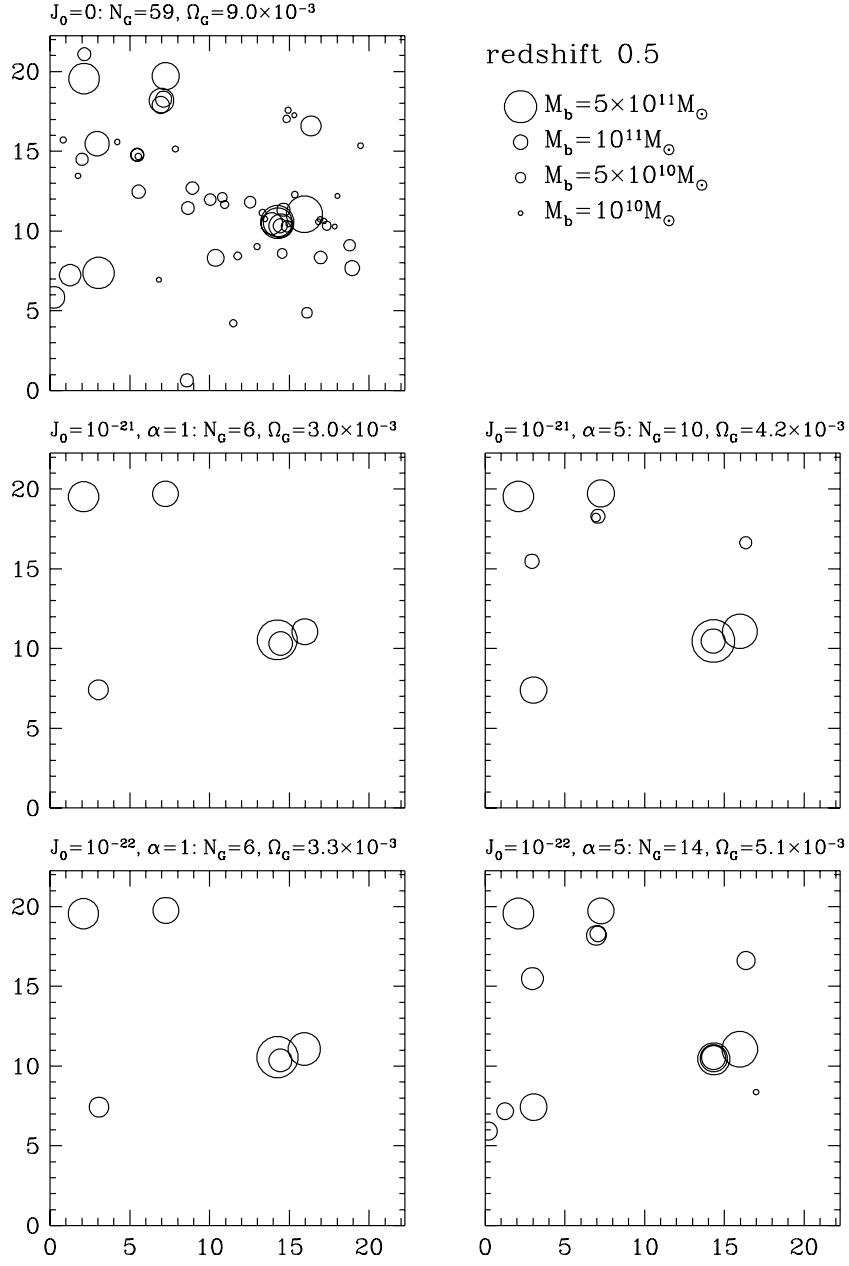 J₀=0: N_G=59, Ω_G=9.0×10⁻³
redshift 0.5
M_b=5×10¹¹M⊙
M_b=10¹¹M⊙
M_b=5×10¹⁰M⊙
M_b=10¹⁰M⊙
20
15
10
5
0
J₀=10⁻²¹, α=1: N_G=6, Ω_G=3.0×10⁻³
J₀=10⁻²¹, α=5: N_G=10, Ω_G=4.2×10⁻³
20
15
10
5
0
J₀=10⁻²², α=1: N_G=6, Ω_G=3.3×10⁻³
J₀=10⁻²², α=5: N_G=14, Ω_G=5.1×10⁻³
20
15
10
5
0
0 5 10 15 20
0 5 10 15 20